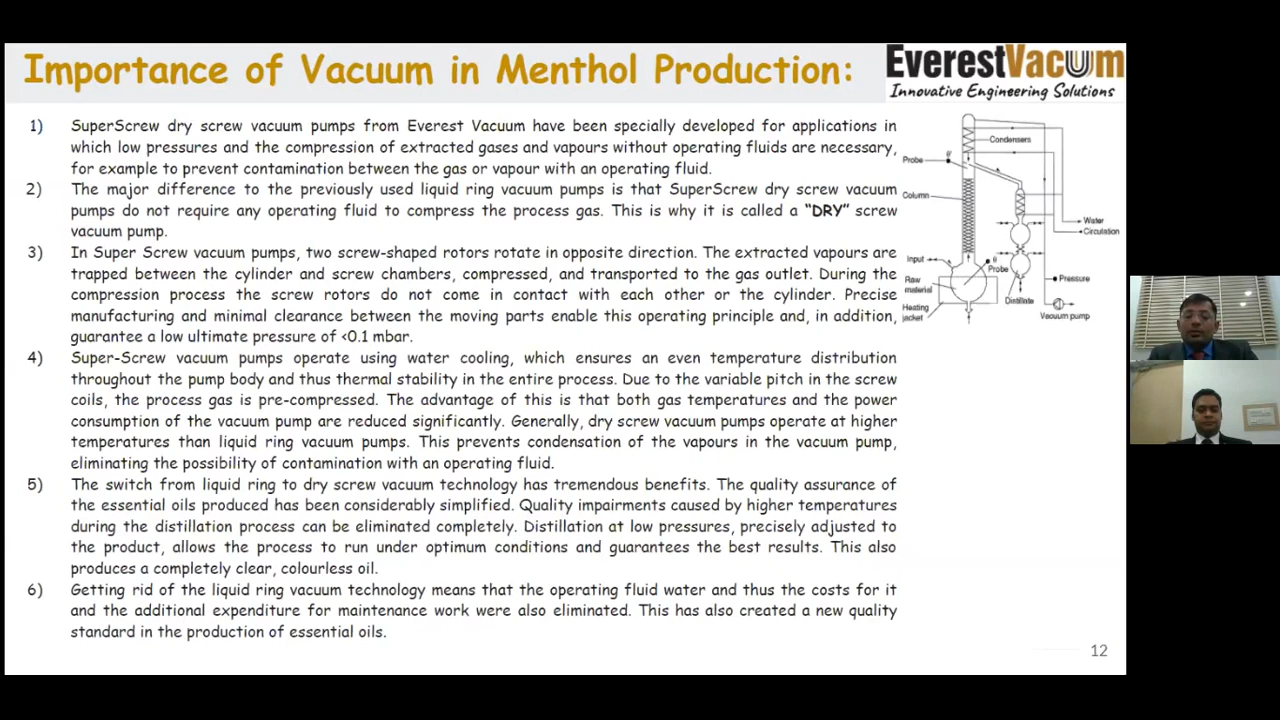 Importance of Vacuum in Menthol Production:
EverestVacuum
Innovative Engineering Solutions
1) SuperScrew dry screw vacuum pumps from Everest Vacuum have been specially developed for applications in
which low pressures and the compression of extracted gases and vapours without operating fluids are necessary,
for example to prevent contamination between the gas or vapour with an operating fluid.
2) The major difference to the previously used liquid ring vacuum pumps is that SuperScrew dry screw vacuum
pumps do not require any operating fluid to compress the process gas. This is why it is called a “DRY” screw
vacuum pump.
3) In Super Screw vacuum pumps, two screw-shaped rotors rotate in opposite direction. The extracted vapours are
trapped between the cylinder and screw chambers, compressed, and transported to the gas outlet. During the
compression process the screw rotors do not come in contact with each other or the cylinder. Precise
manufacturing and minimal clearance between the moving parts enable this operating principle and, in addition,
guarantee a low ultimate pressure of <0.1 mbar.
4) Super-Screw vacuum pumps operate using water cooling, which ensures an even temperature distribution
throughout the pump body and thus thermal stability in the entire process. Due to the variable pitch in the screw
coils, the process gas is pre-compressed. The advantage of this is that both gas temperatures and the power
consumption of the vacuum pump are reduced significantly. Generally, dry screw vacuum pumps operate at higher
temperatures than liquid ring vacuum pumps. This prevents condensation of the vapours in the vacuum pump,
eliminating the possibility of contamination with an operating fluid.
5) The switch from liquid ring to dry screw vacuum technology has tremendous benefits. The quality assurance of
the essential oils produced has been considerably simplified. Quality impairments caused by higher temperatures
during the distillation process can be eliminated completely. Distillation at low pressures, precisely adjusted to
the product, allows the process to run under optimum conditions and guarantees the best results. This also
produces a completely clear, colourless oil.
6) Getting rid of the liquid ring vacuum technology means that the operating fluid water and thus the costs for it
and the additional expenditure for maintenance work were also eliminated. This has also created a new quality
standard in the production of essential oils.
Condensers
Probe
θ'
Column
Water
Circulation
Input
θ
Probe
Pressure
Raw
material
Distillate
Heating
jacket
Vacuum pump
12